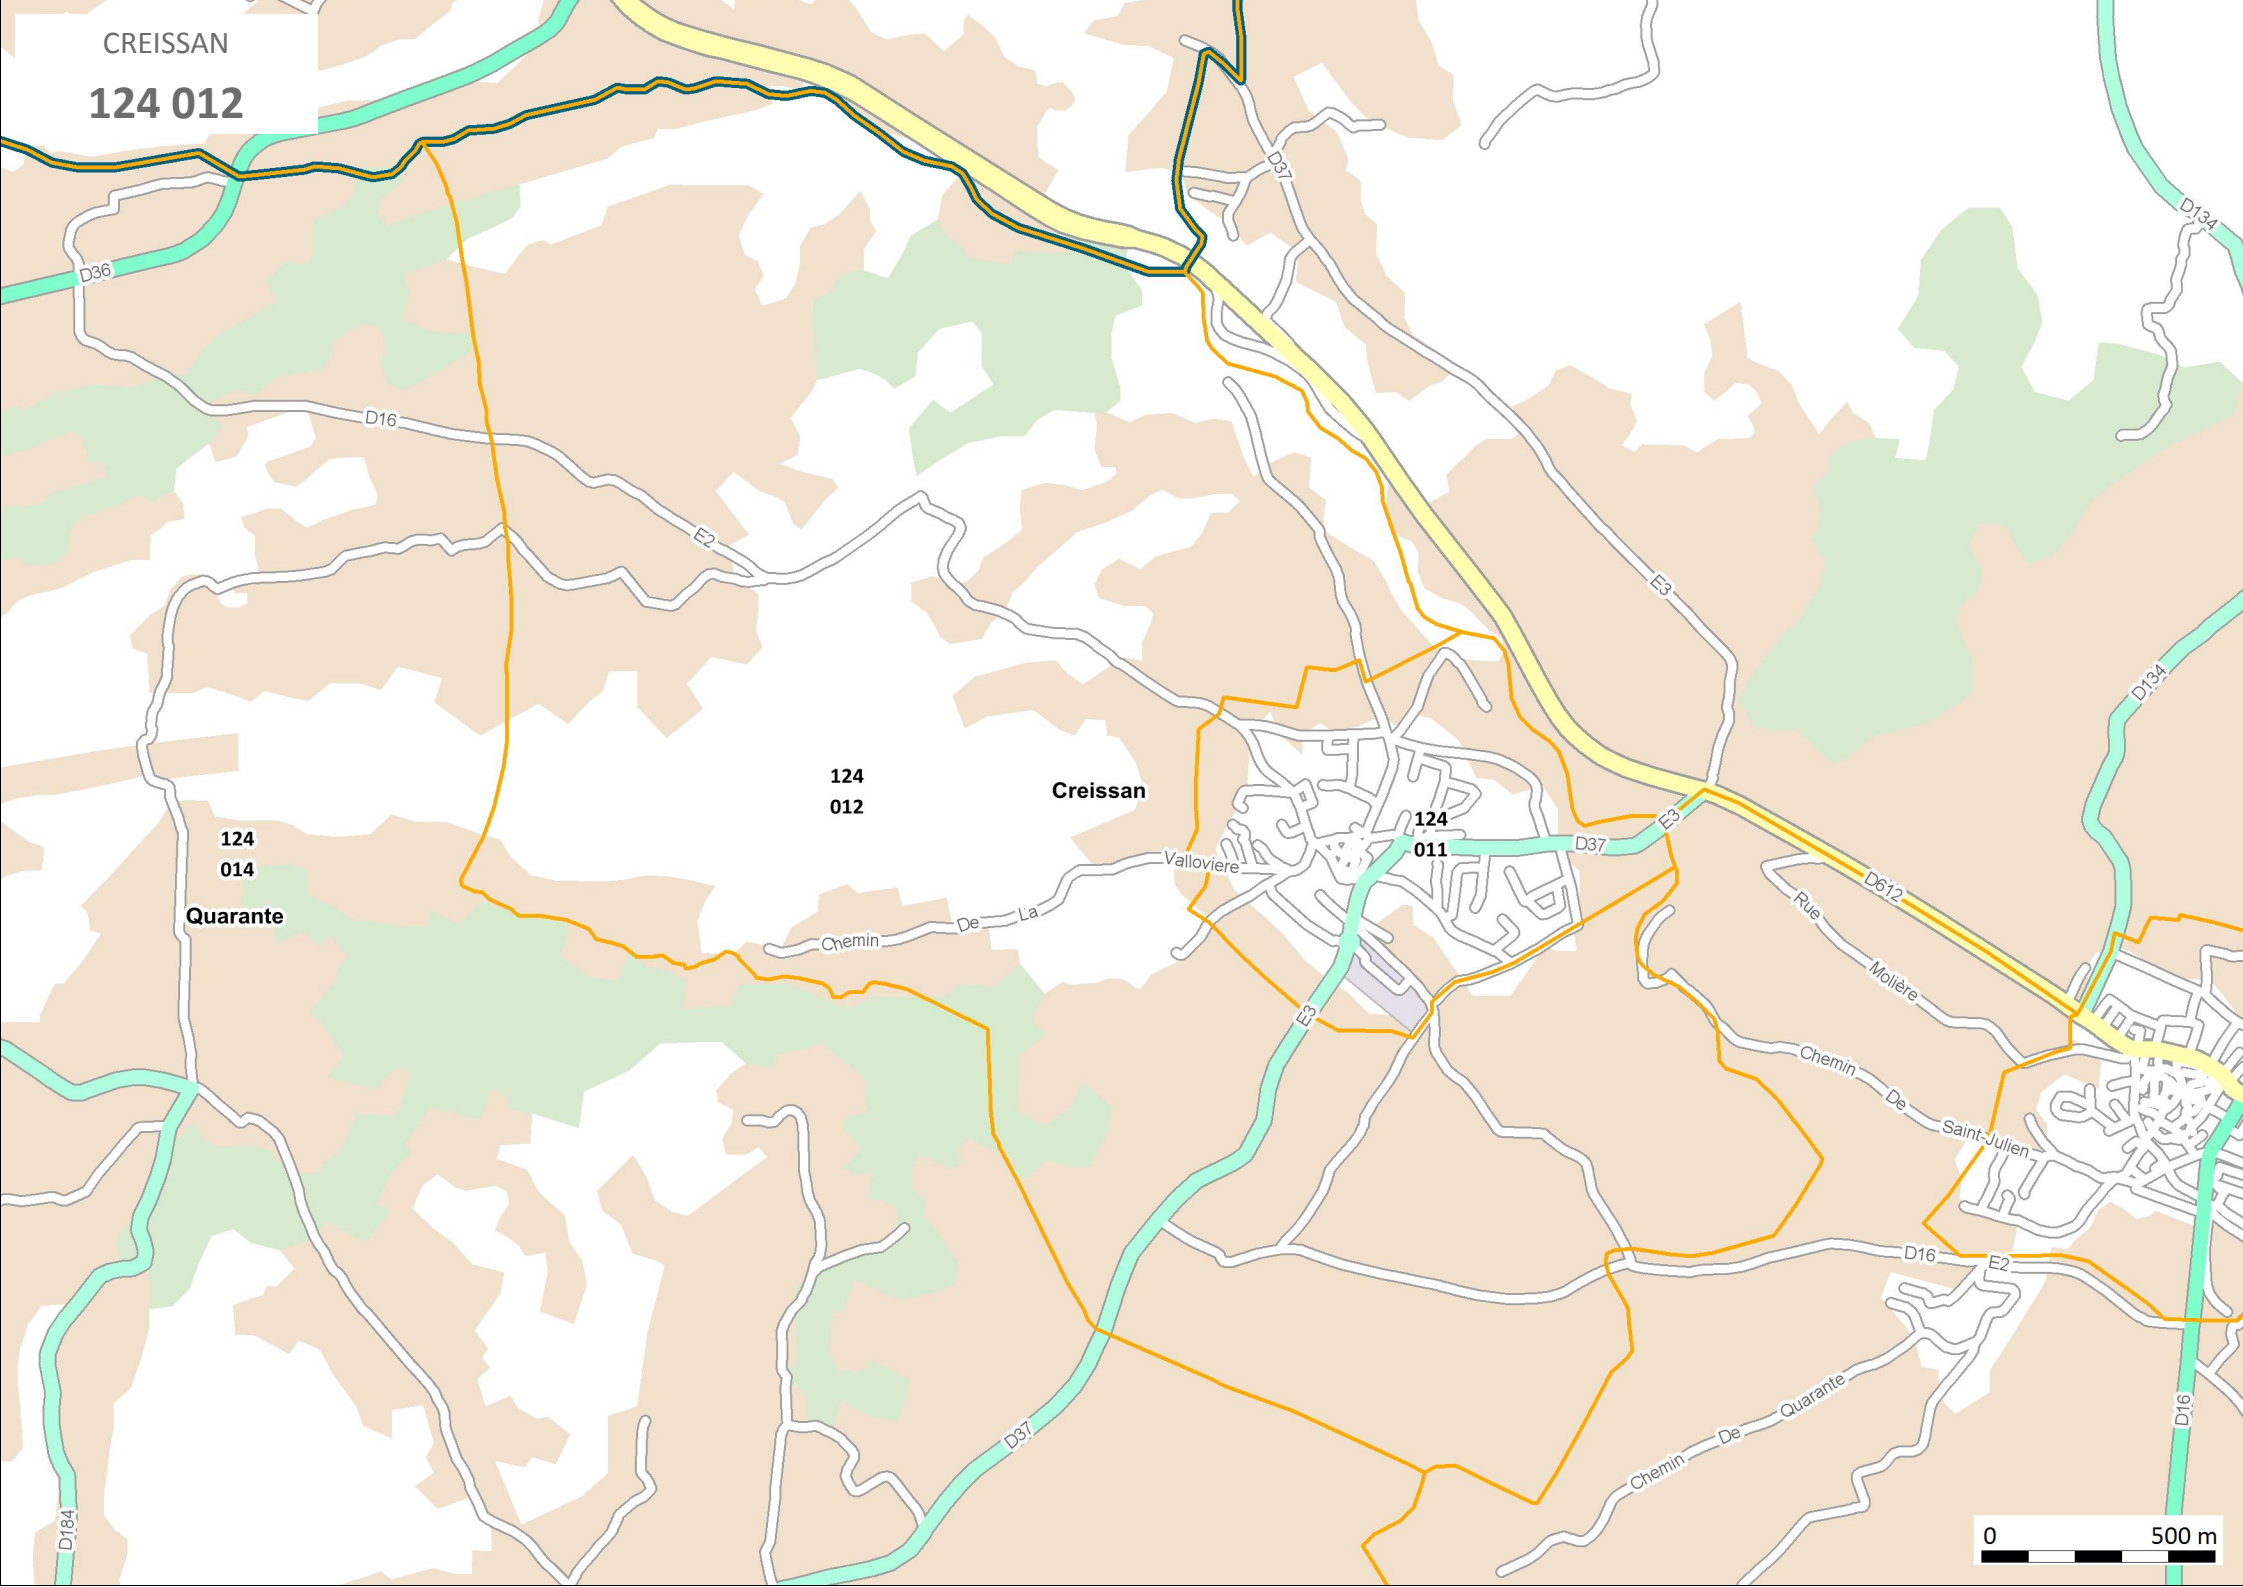 CREISSAN
124 012
D37
D134
D36
D16
E2
E3
D134
124
012
Creissan
124
014
Quarante
124
011
D37
E3
Valloviere
La
De
Chemin
D612
Rue
Molière
E3
Chemin
De
Saint-Julien
D16
E2
Quarante
De
Chemin
D37
D184
D16
0 500 m